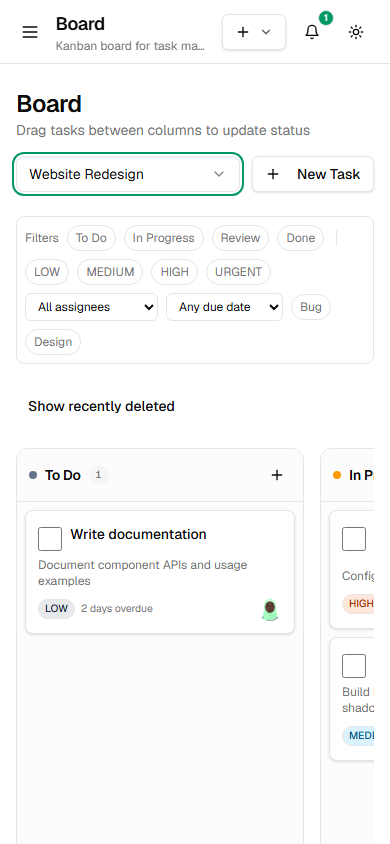 Board
Kanban board for task ma...
1
Board
Drag tasks between columns to update status
Website Redesign
New Task
Filters To Do In Progress Review Done
LOW MEDIUM HIGH URGENT
All assignees Any due date Bug
Design
Show recently deleted
To Do 1
In P
Write documentation
Document component APIs and usage
examples
LOW 2 days overdue
Config
HIGH
Build
shado
MEDI